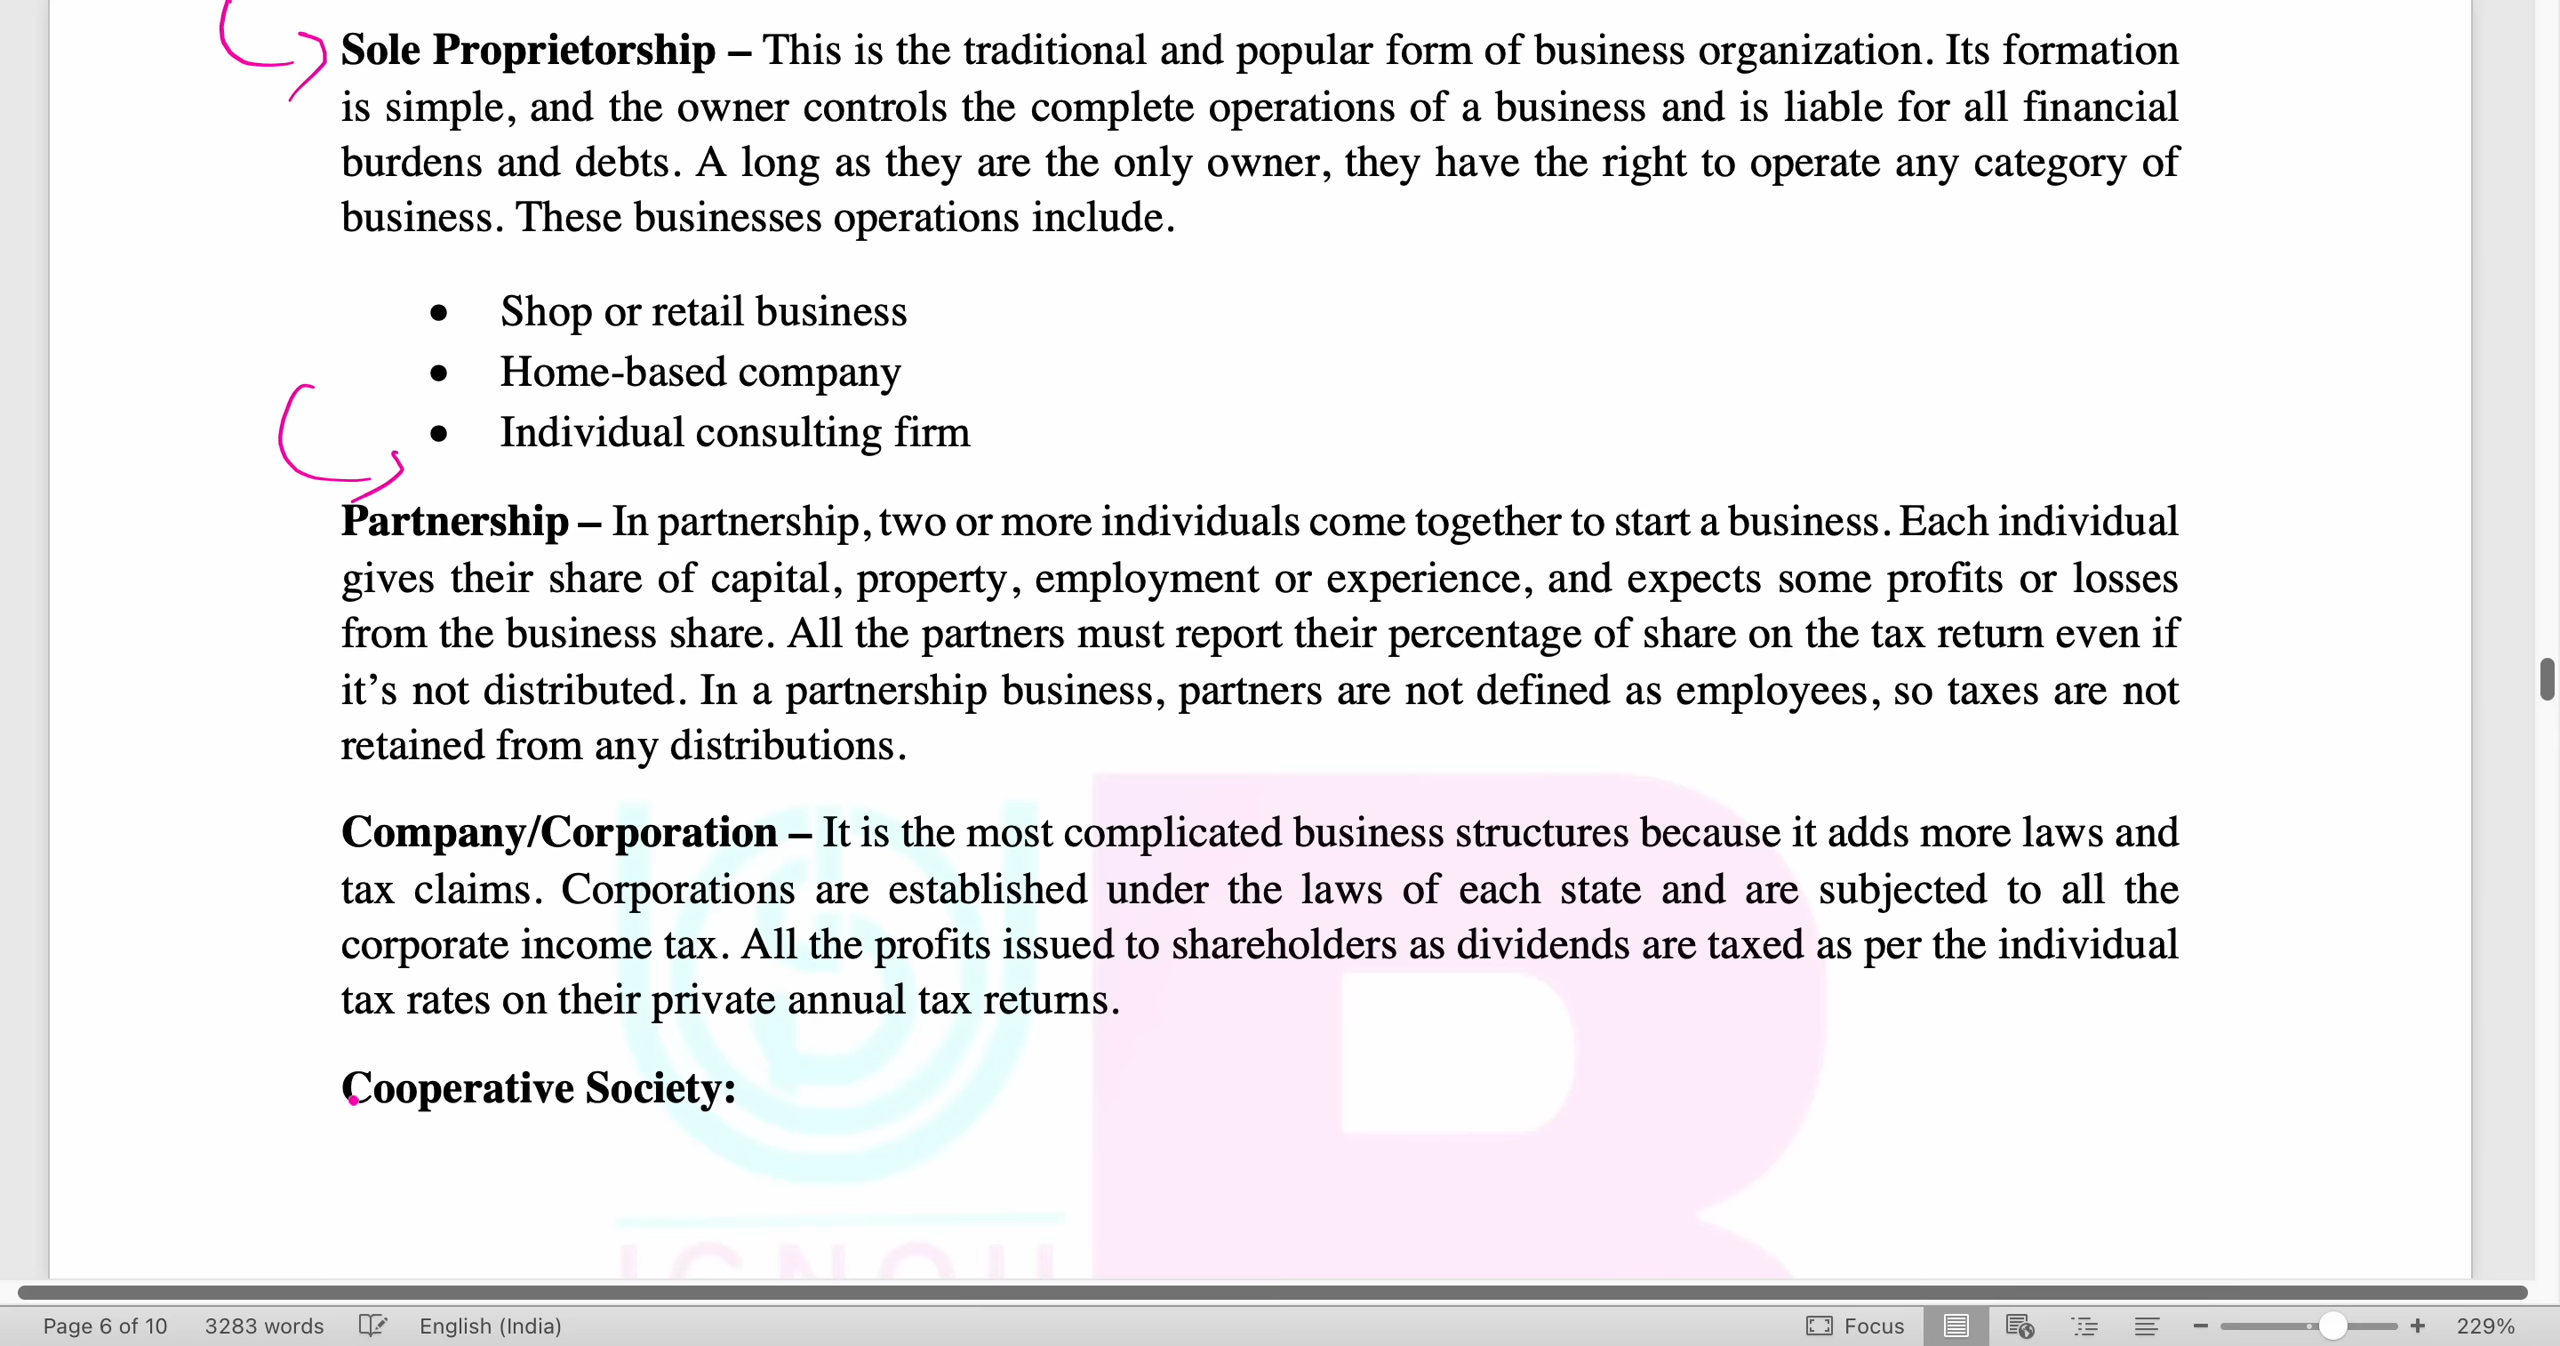 Sole Proprietorship – This is the traditional and popular form of business organization. Its formation
is simple, and the owner controls the complete operations of a business and is liable for all financial
burdens and debts. A long as they are the only owner, they have the right to operate any category of
business. These businesses operations include.
• Shop or retail business
• Home-based company
• Individual consulting firm
Partnership – In partnership, two or more individuals come together to start a business. Each individual
gives their share of capital, property, employment or experience, and expects some profits or losses
from the business share. All the partners must report their percentage of share on the tax return even if
it’s not distributed. In a partnership business, partners are not defined as employees, so taxes are not
retained from any distributions.
Company/Corporation – It is the most complicated business structures because it adds more laws and
tax claims. Corporations are established under the laws of each state and are subjected to all the
corporate income tax. All the profits issued to shareholders as dividends are taxed as per the individual
tax rates on their private annual tax returns.
Cooperative Society:
IGNOU
Page 6 of 10 3283 words English (India) Focus 229%